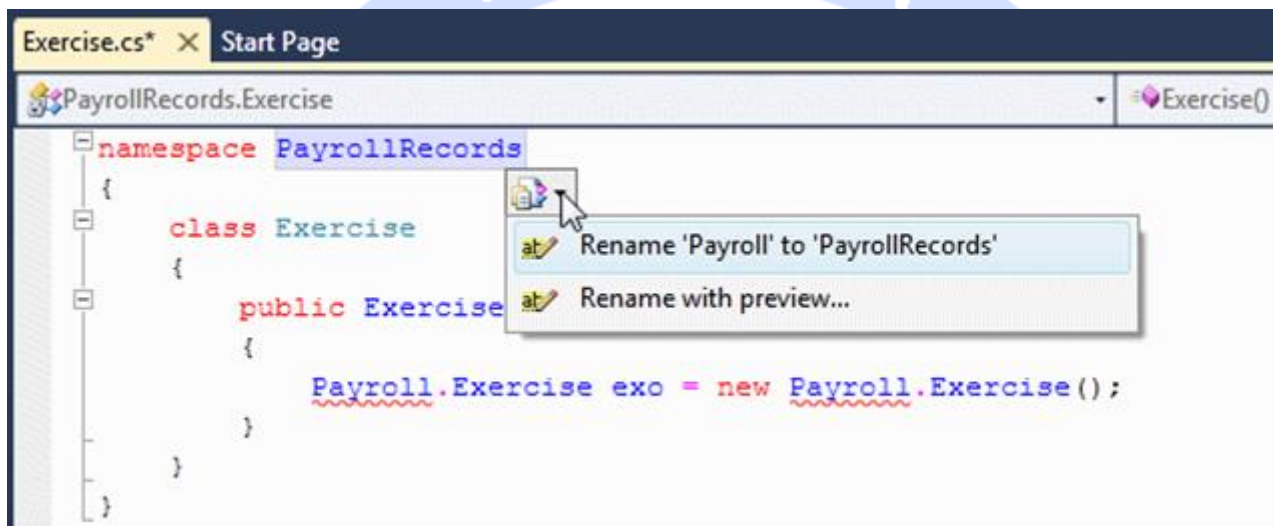 Exercise.cs* × Start Page
PayrollRecords.Exercise Exercise()
namespace PayrollRecords
{
class Exercise
Rename 'Payroll' to 'PayrollRecords'
{
public Exercise
Rename with preview...
{
Payroll.Exercise exo = new Payroll.Exercise();
}
}
}